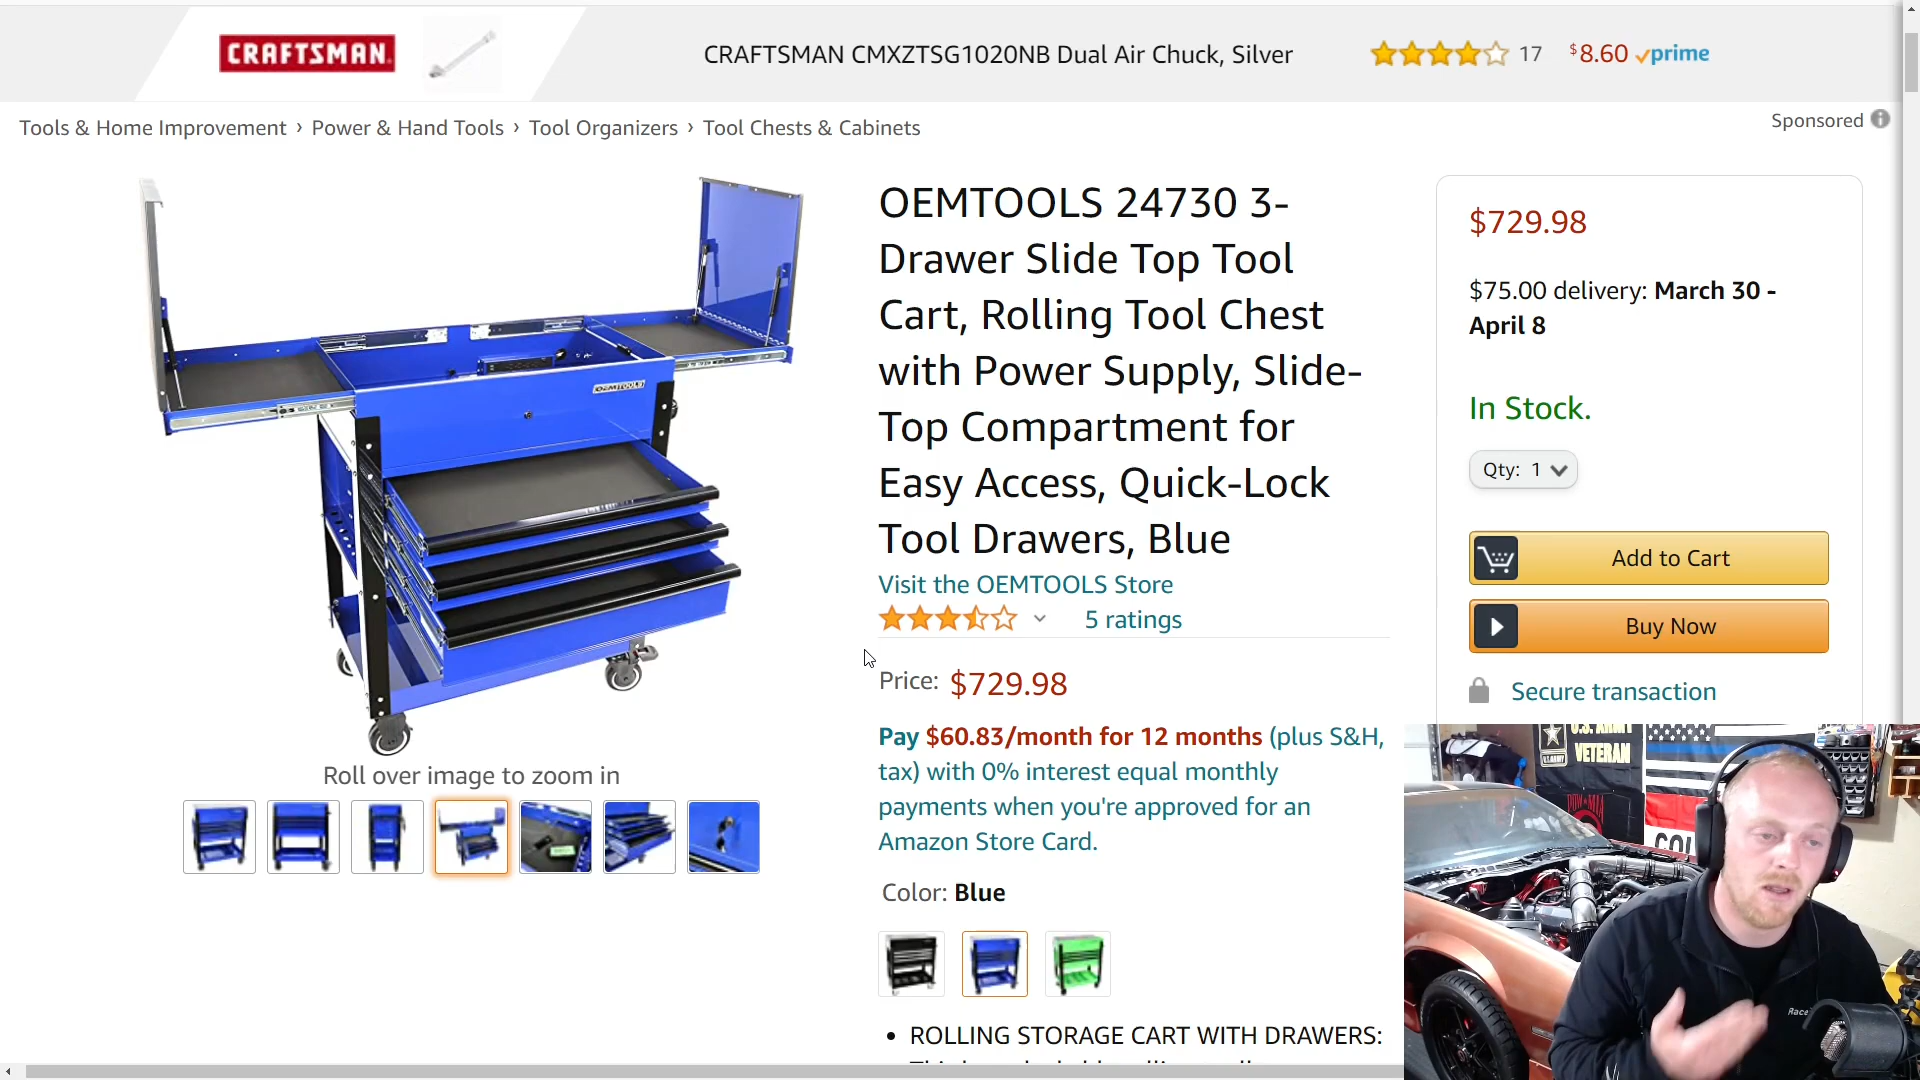 CRAFTSMAN
CRAFTSMAN CMXZTSG1020NB Dual Air Chuck, Silver
17
$8.60 prime
Tools & Home Improvement › Power & Hand Tools › Tool Organizers › Tool Chests & Cabinets
Sponsored
OEMTOOLS
Roll over image to zoom in
OEMTOOLS 24730 3-
Drawer Slide Top Tool
Cart, Rolling Tool Chest
with Power Supply, Slide-
Top Compartment for
Easy Access, Quick-Lock
Tool Drawers, Blue
Visit the OEMTOOLS Store
5 ratings
Price: $729.98
Pay $60.83/month for 12 months (plus S&H,
tax) with 0% interest equal monthly
payments when you're approved for an
Amazon Store Card.
Color: Blue
• ROLLING STORAGE CART WITH DRAWERS:
$729.98
$75.00 delivery: March 30 -
April 8
In Stock.
Qty: 1
Add to Cart
Buy Now
Secure transaction
U.S. ARMY
VETERAN
POW MIA
Race